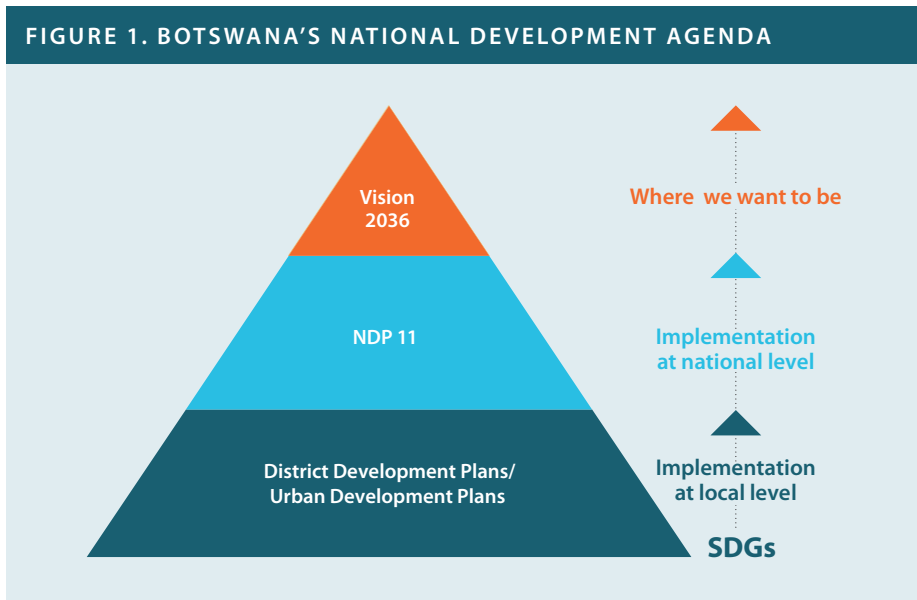 FIGURE 1. BOTSWANA'S NATIONAL DEVELOPMENT AGENDA
Vision
2036
Where we want to be
NDP 11
Implementation
at national level
District Development Plans/
Urban Development Plans
Implementation
at local level
SDGs